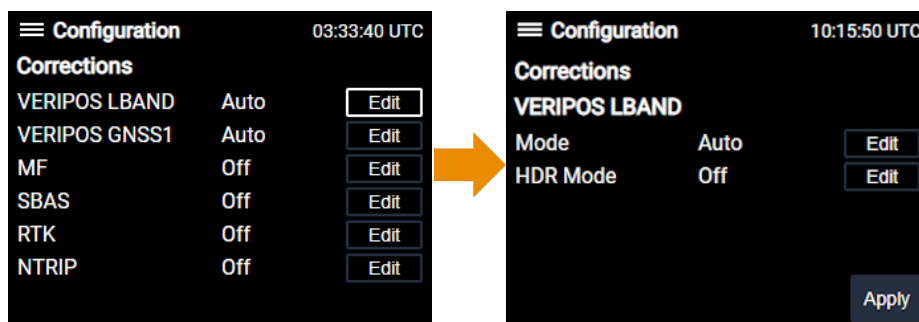 Configuration 03:33:40 UTC
Corrections
VERIPOS LBAND Auto Edit
VERIPOS GNSS1 Auto Edit
MF Off Edit
SBAS Off Edit
RTK Off Edit
NTRIP Off Edit
Configuration 10:15:50 UTC
Corrections
VERIPOS LBAND
Mode Auto Edit
HDR Mode Off Edit
Apply